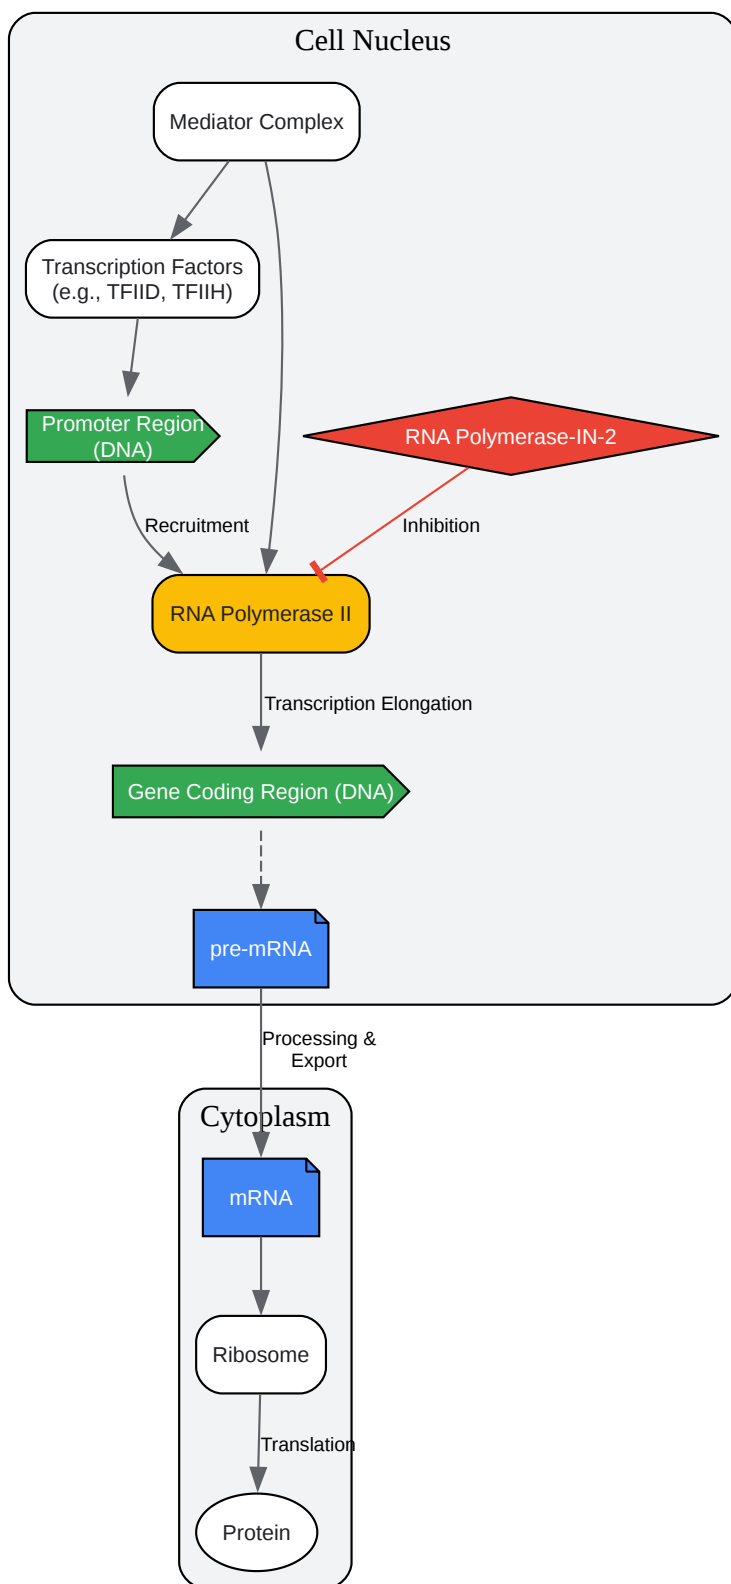 Cell Nucleus
Mediator Complex
Transcription Factors
(e.g., TFIID, TFIIH)
Promoter Region
(DNA)
RNA Polymerase-IN-2
Recruitment
Inhibition
RNA Polymerase II
Transcription Elongation
Gene Coding Region (DNA)
pre-mRNA
Processing &
Export
Cytoplasm
mRNA
Ribosome
Translation
Protein